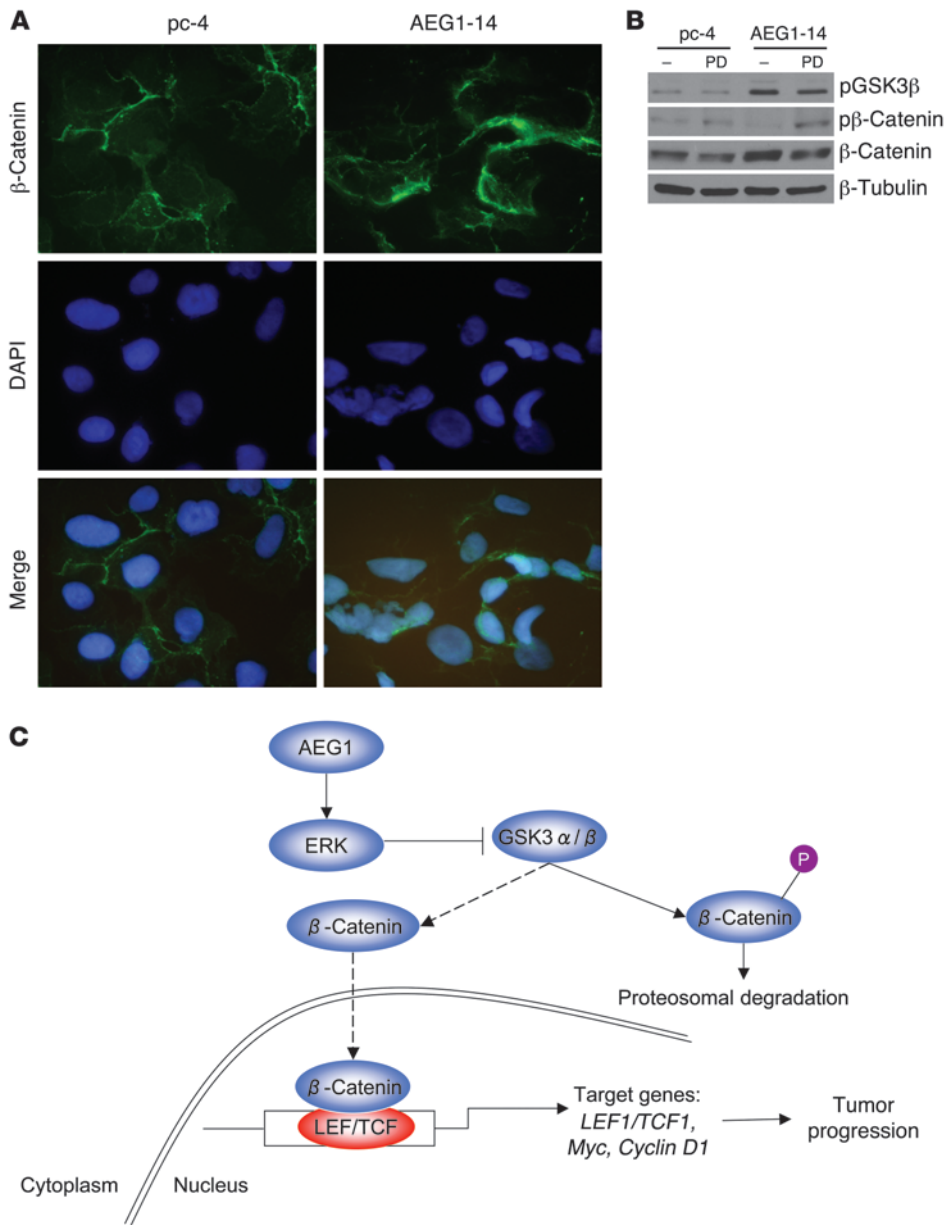 A
pc-4
AEG1-14
β-Catenin
DAPI
Merge
B
pc-4
AEG1-14
–
PD
–
PD
pGSK3β
pβ-Catenin
β-Catenin
β-Tubulin
C
AEG1
ERK
GSK3 α/β
β-Catenin
P
β-Catenin
Proteosomal degradation
β-Catenin
LEF/TCF
Target genes:
LEF1/TCF1,
Myc, Cyclin D1
Tumor
progression
Cytoplasm
Nucleus